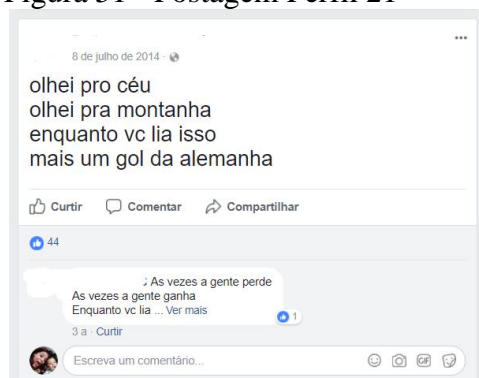 Figura 31 - Postagem Perfil 21
8 de julho de 2014 ·
olhei pro céu
olhei pra montanha
enquanto vc lia isso
mais um gol da alemanha
Curtir Comentar Compartilhar
44
As vezes a gente perde
As vezes a gente ganha
Enquanto vc lia ... Ver mais
1
3 a · Curtir
Escreva um comentário...
GIF